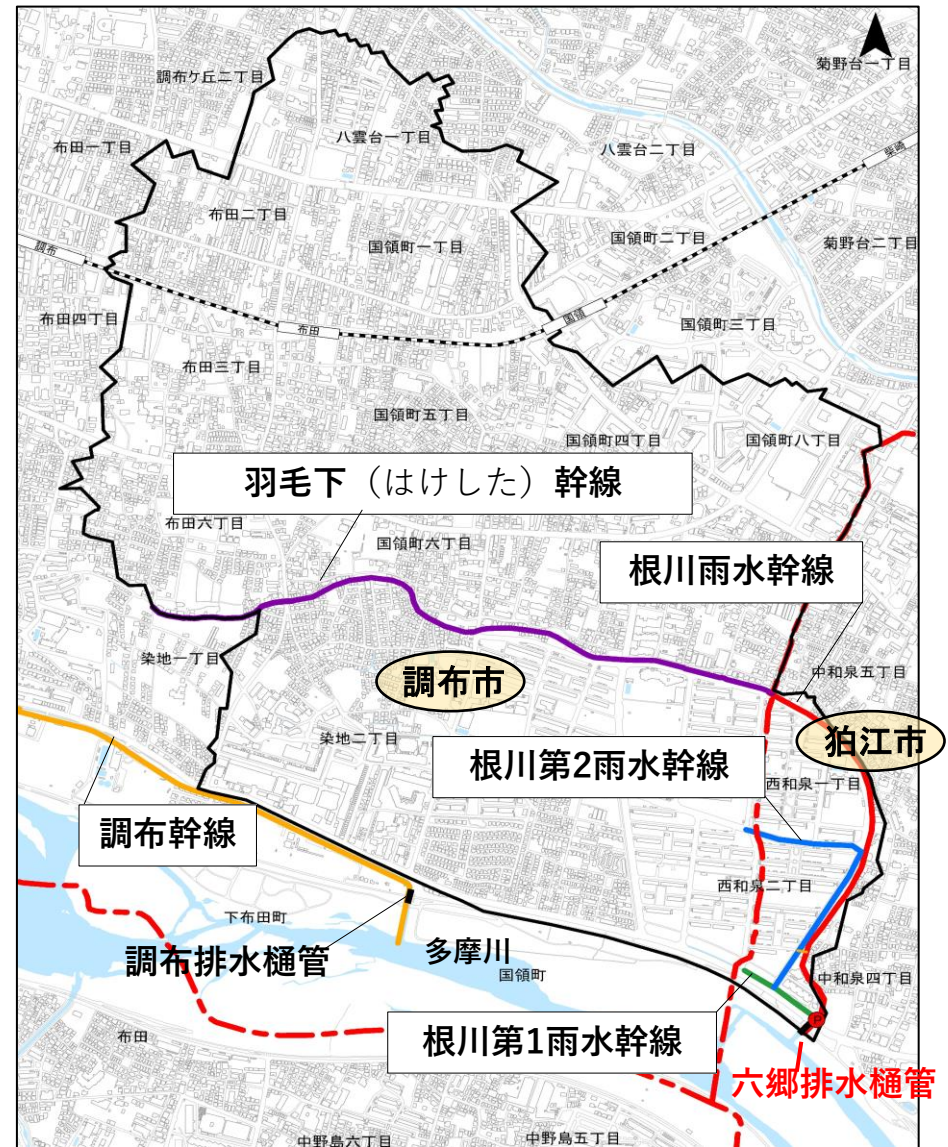 菊野台一丁目
調布ケ丘二丁目
八雲台一丁目
布田一丁目
八雲台二丁目
柴崎
布田二丁目
国領町一丁目
国領町二丁目
菊野台二丁目
調布
布田四丁目
布田
国領
国領町三丁目
布田三丁目
国領町五丁目
国領町四丁目
国領町八丁目
羽毛下（はけした）幹線
布田六丁目
国領町六丁目
根川雨水幹線
染地一丁目
中和泉五丁目
調布市
狛江市
染地二丁目
根川第2雨水幹線
西和泉一丁目
調布幹線
西和泉二丁目
下布田町
調布排水樋管
多摩川
国領町
中和泉四丁目
P
布田
根川第1雨水幹線
六郷排水樋管
中野島六丁目
中野島五丁目